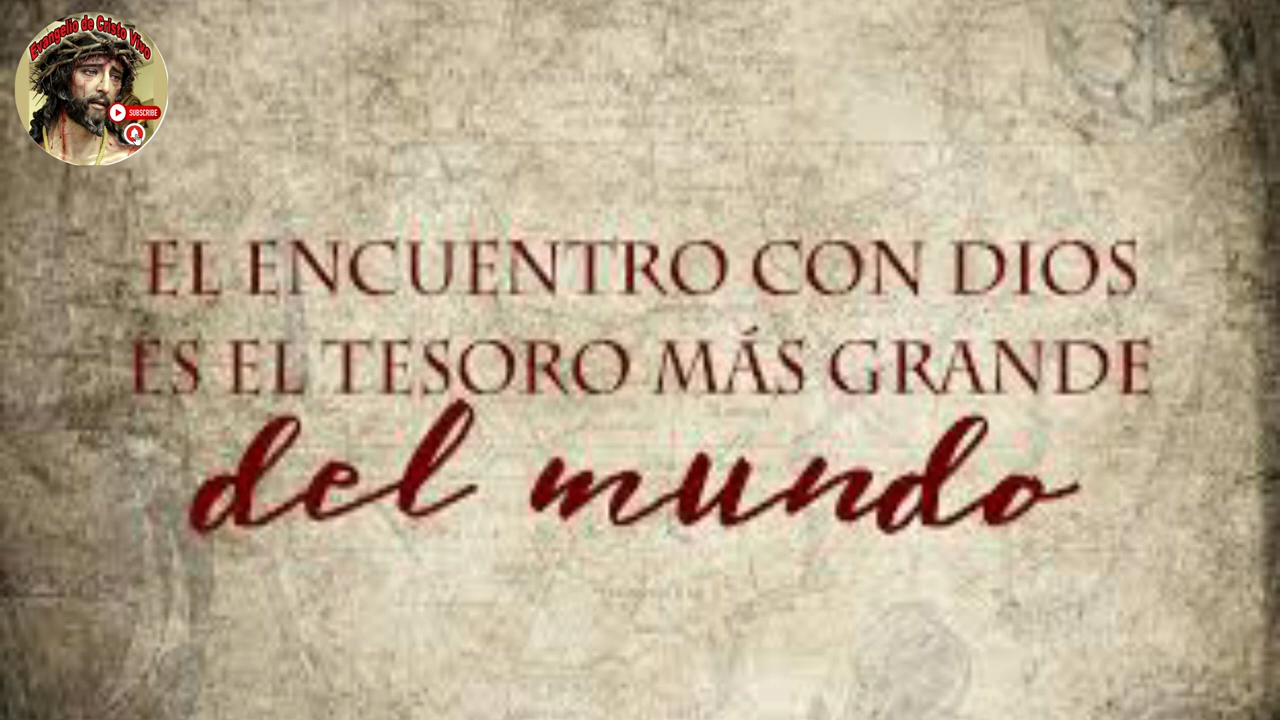 Evangelio de Cristo Vivo
SUBSCRIBE
EL ENCUENTRO CON DIOS
ES EL TESORO MÁS GRANDE
del mundo